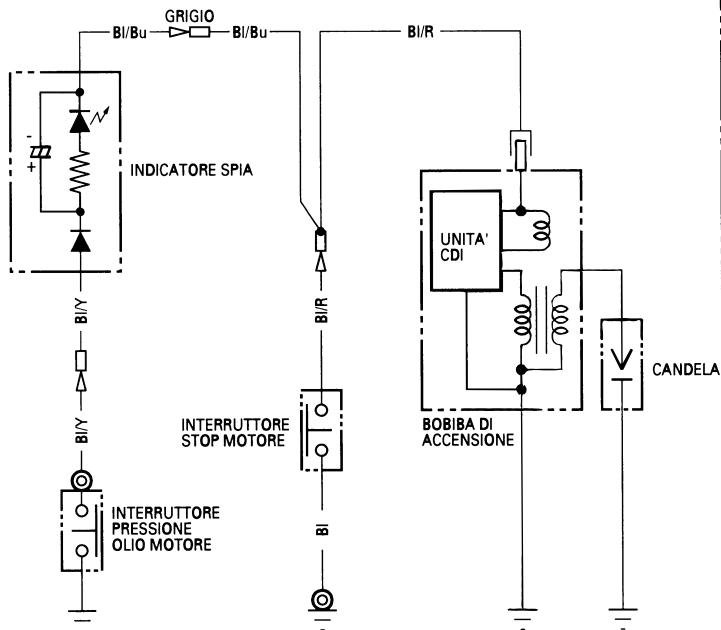 GRIGIO
Bl/Bu
Bl/Bu
Bl/R
INDICATORE SPIA
-
+
UNITA'
CDI
Bl/Y
Bl/R
CANDELA
INTERRUTTORE
STOP MOTORE
BOBIBA DI
ACCENSIONE
Bl/Y
INTERRUTTORE
PRESSIONE
OLIO MOTORE
Bl